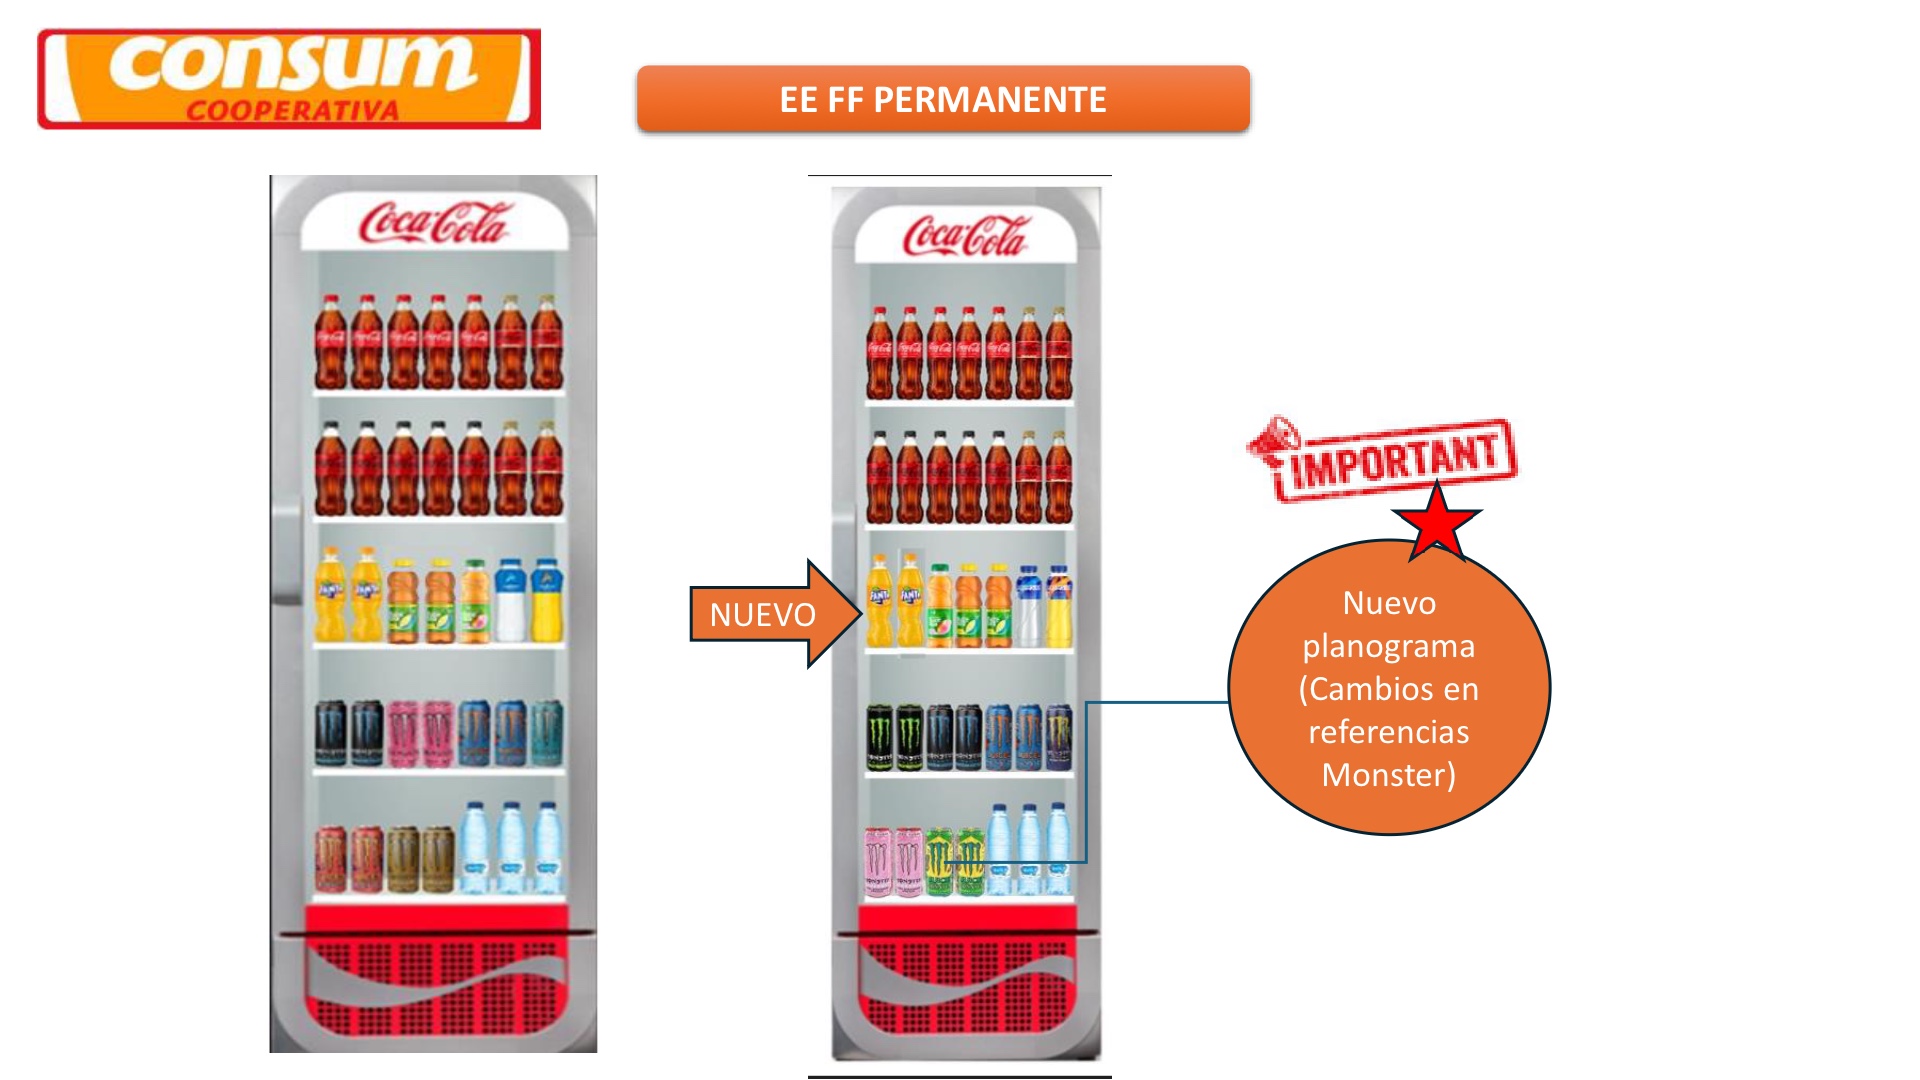 consum
COOPERATIVA
EE FF PERMANENTE
Coca-Cola
Coca-Cola
NUEVO
IMPORTANT
Nuevo
planograma
(Cambios en
referencias
Monster)